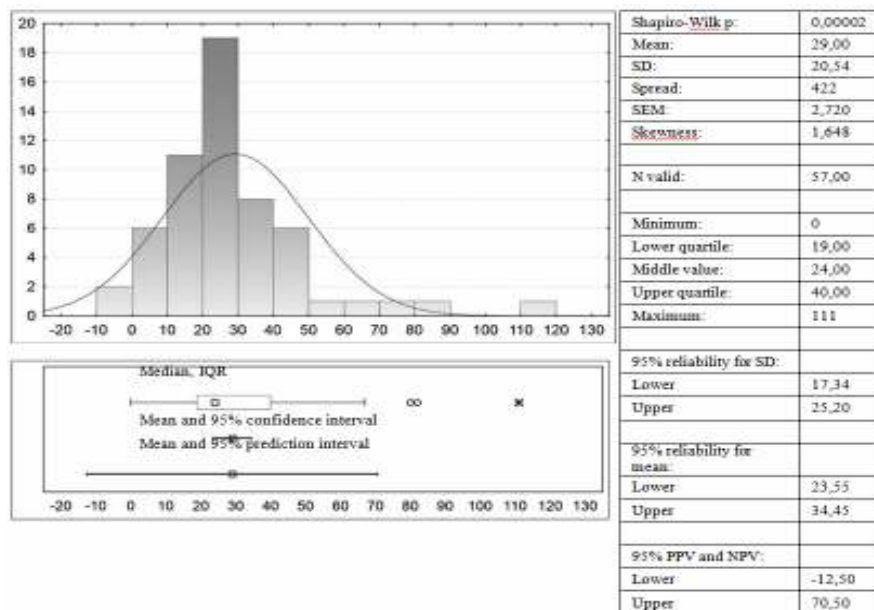 20
18
16
14
12
10
8
6
4
2
0
-20 -10 0 10 20 30 40 50 60 70 80 90 100 110 120 130
Median, IQR
Mean and 95% confidence interval
Mean and 95% prediction interval
-20 -10 0 10 20 30 40 50 60 70 80 90 100 110 120 130
Shapiro-Wilk p: 0,00002
Mean: 29,00
SD: 20,54
Spread: 422
SEM: 2,720
Skewness: 1,648
N valid: 57,00
Minimum: 0
Lower quartile: 19,00
Middle value: 24,00
Upper quartile: 40,00
Maximum: 111
95% reliability for SD:
Lower 17,34
Upper 25,20
95% reliability for
mean:
Lower 23,55
Upper 34,45
95% PPV and NPV:
Lower -12,50
Upper 70,50